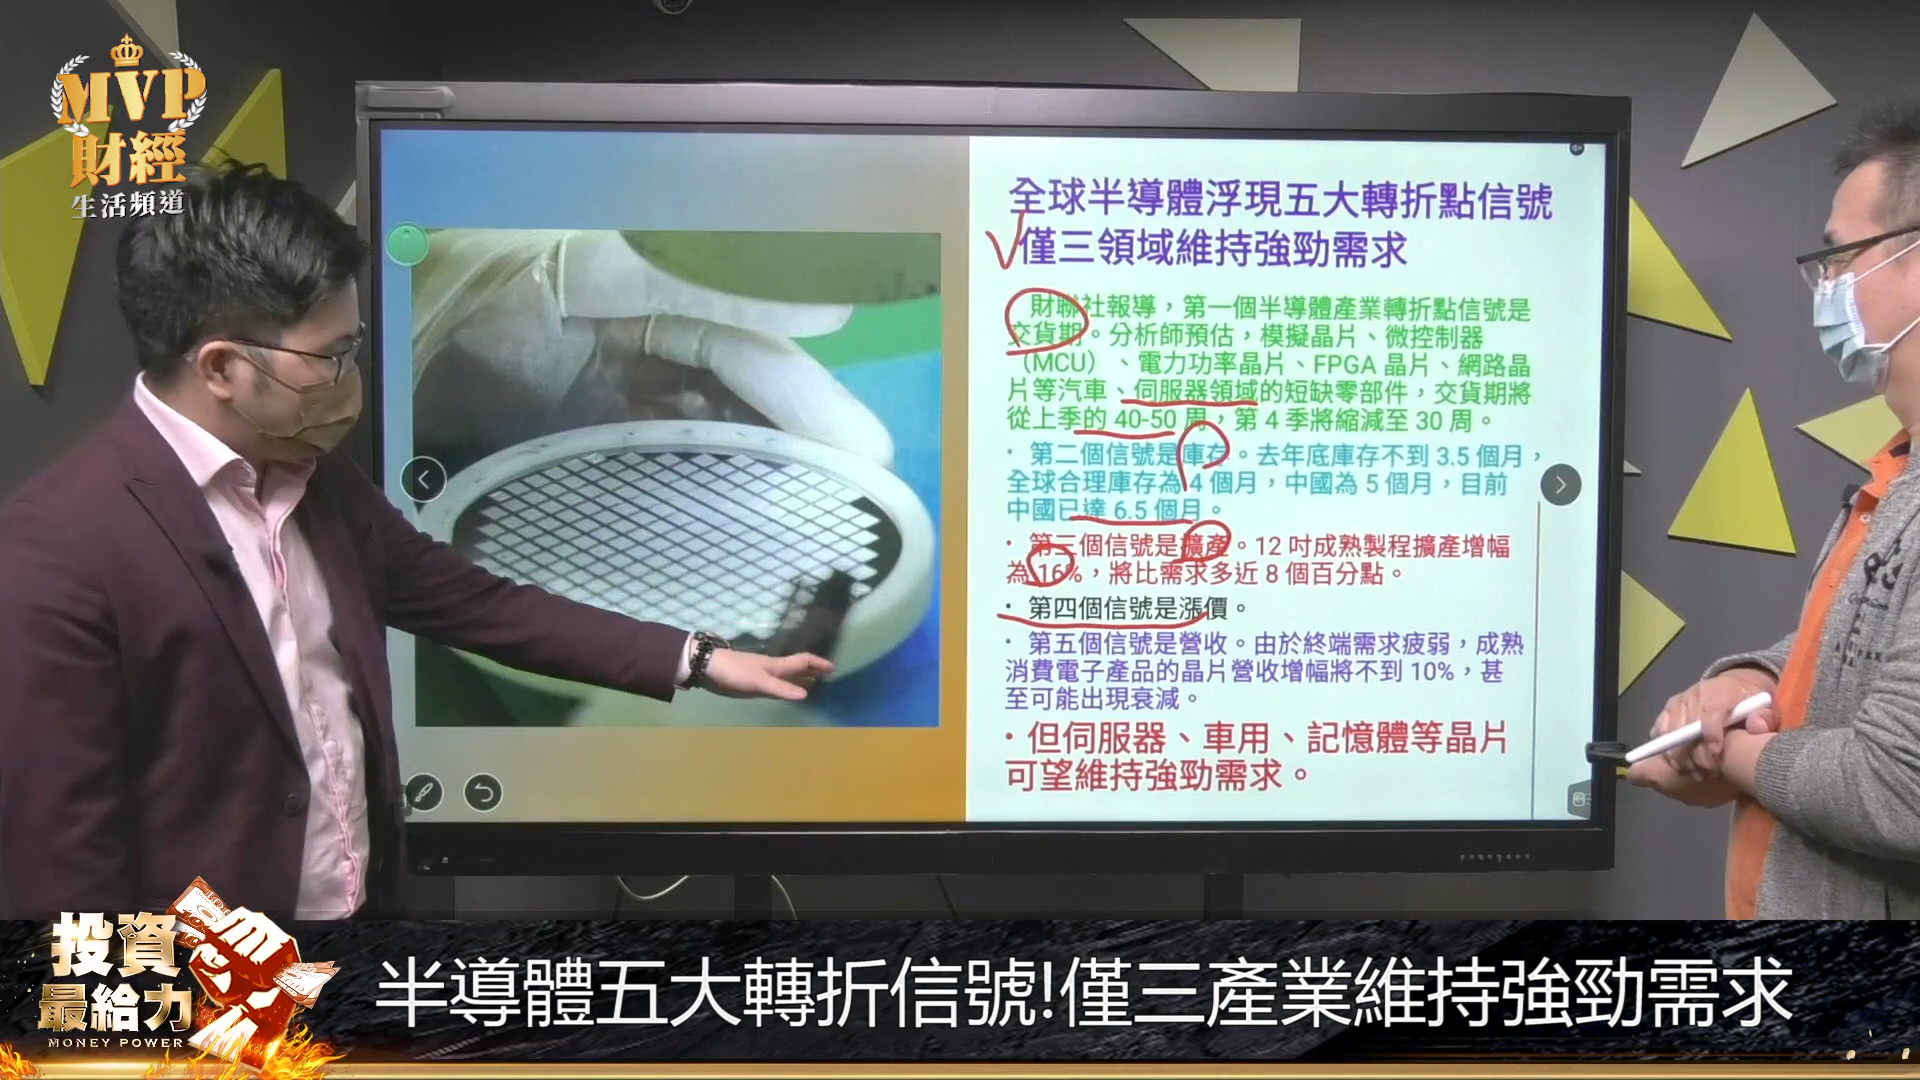 MVP
財經
生活頻道
全球半導體浮現五大轉折點信號
僅三領域維持強勁需求
財聯社報導，第一個半導體產業轉折點信號是
交貨期。分析師預估，模擬晶片、微控制器
（MCU）、電力功率晶片、FPGA 晶片、網路晶
片等汽車、伺服器領域的短缺零部件，交貨期將
從上季的 40-50 周，第 4 季將縮減至 30 周。
· 第二個信號是庫存。去年底庫存不到 3.5 個月，
全球合理庫存為 4 個月，中國為 5 個月，目前
中國已達 6.5 個月。
· 第三個信號是擴產。12 吋成熟製程擴產增幅
為 16%，將比需求多近 8 個百分點。
· 第四個信號是漲價。
· 第五個信號是營收。由於終端需求疲弱，成熟
消費電子產品的晶片營收增幅將不到 10%，甚
至可能出現衰減。
· 但伺服器、車用、記憶體等晶片
可望維持強勁需求。
投資
最給力
MONEY POWER
半導體五大轉折信號!僅三產業維持強勁需求